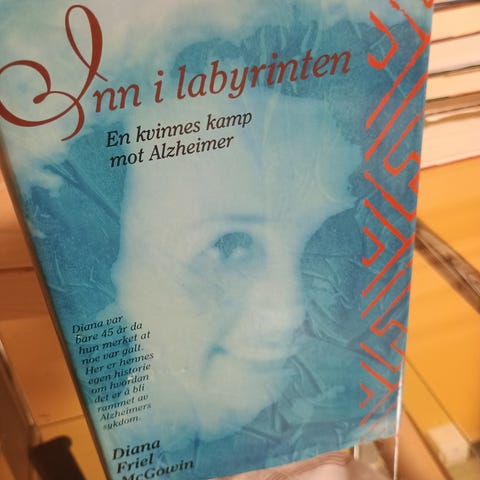 Inn i labyrinten
En kvinnes kamp
mot Alzheimer
Diana var
bare 45 år da
hun merket at
noe var galt.
Her er hennes
egen historie
om hvordan
det er å bli
rammet av
Alzheimers
sykdom.
Diana
Friel
McGowin